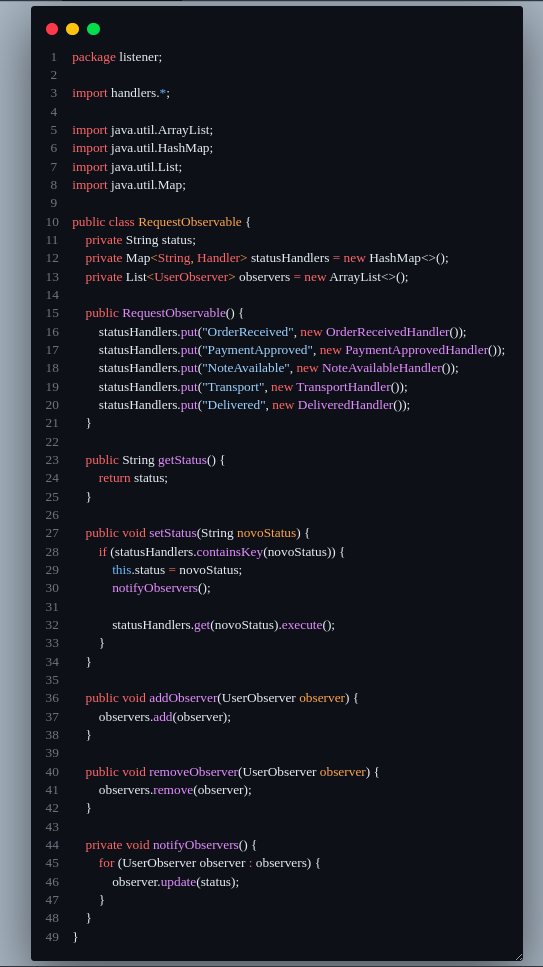 1 package listener;
2
3 import handlers.*;
4
5 import java.util.ArrayList;
6 import java.util.HashMap;
7 import java.util.List;
8 import java.util.Map;
9
10 public class RequestObservable {
11     private String status;
12     private Map<String, Handler> statusHandlers = new HashMap<>();
13     private List<UserObserver> observers = new ArrayList<>();
14
15     public RequestObservable() {
16         statusHandlers.put("OrderReceived", new OrderReceivedHandler());
17         statusHandlers.put("PaymentApproved", new PaymentApprovedHandler());
18         statusHandlers.put("NoteAvailable", new NoteAvailableHandler());
19         statusHandlers.put("Transport", new TransportHandler());
20         statusHandlers.put("Delivered", new DeliveredHandler());
21     }
22
23     public String getStatus() {
24         return status;
25     }
26
27     public void setStatus(String novoStatus) {
28         if (statusHandlers.containsKey(novoStatus)) {
29             this.status = novoStatus;
30             notifyObservers();
31
32             statusHandlers.get(novoStatus).execute();
33         }
34     }
35
36     public void addObserver(UserObserver observer) {
37         observers.add(observer);
38     }
39
40     public void removeObserver(UserObserver observer) {
41         observers.remove(observer);
42     }
43
44     private void notifyObservers() {
45         for (UserObserver observer : observers) {
46             observer.update(status);
47         }
48     }
49 }